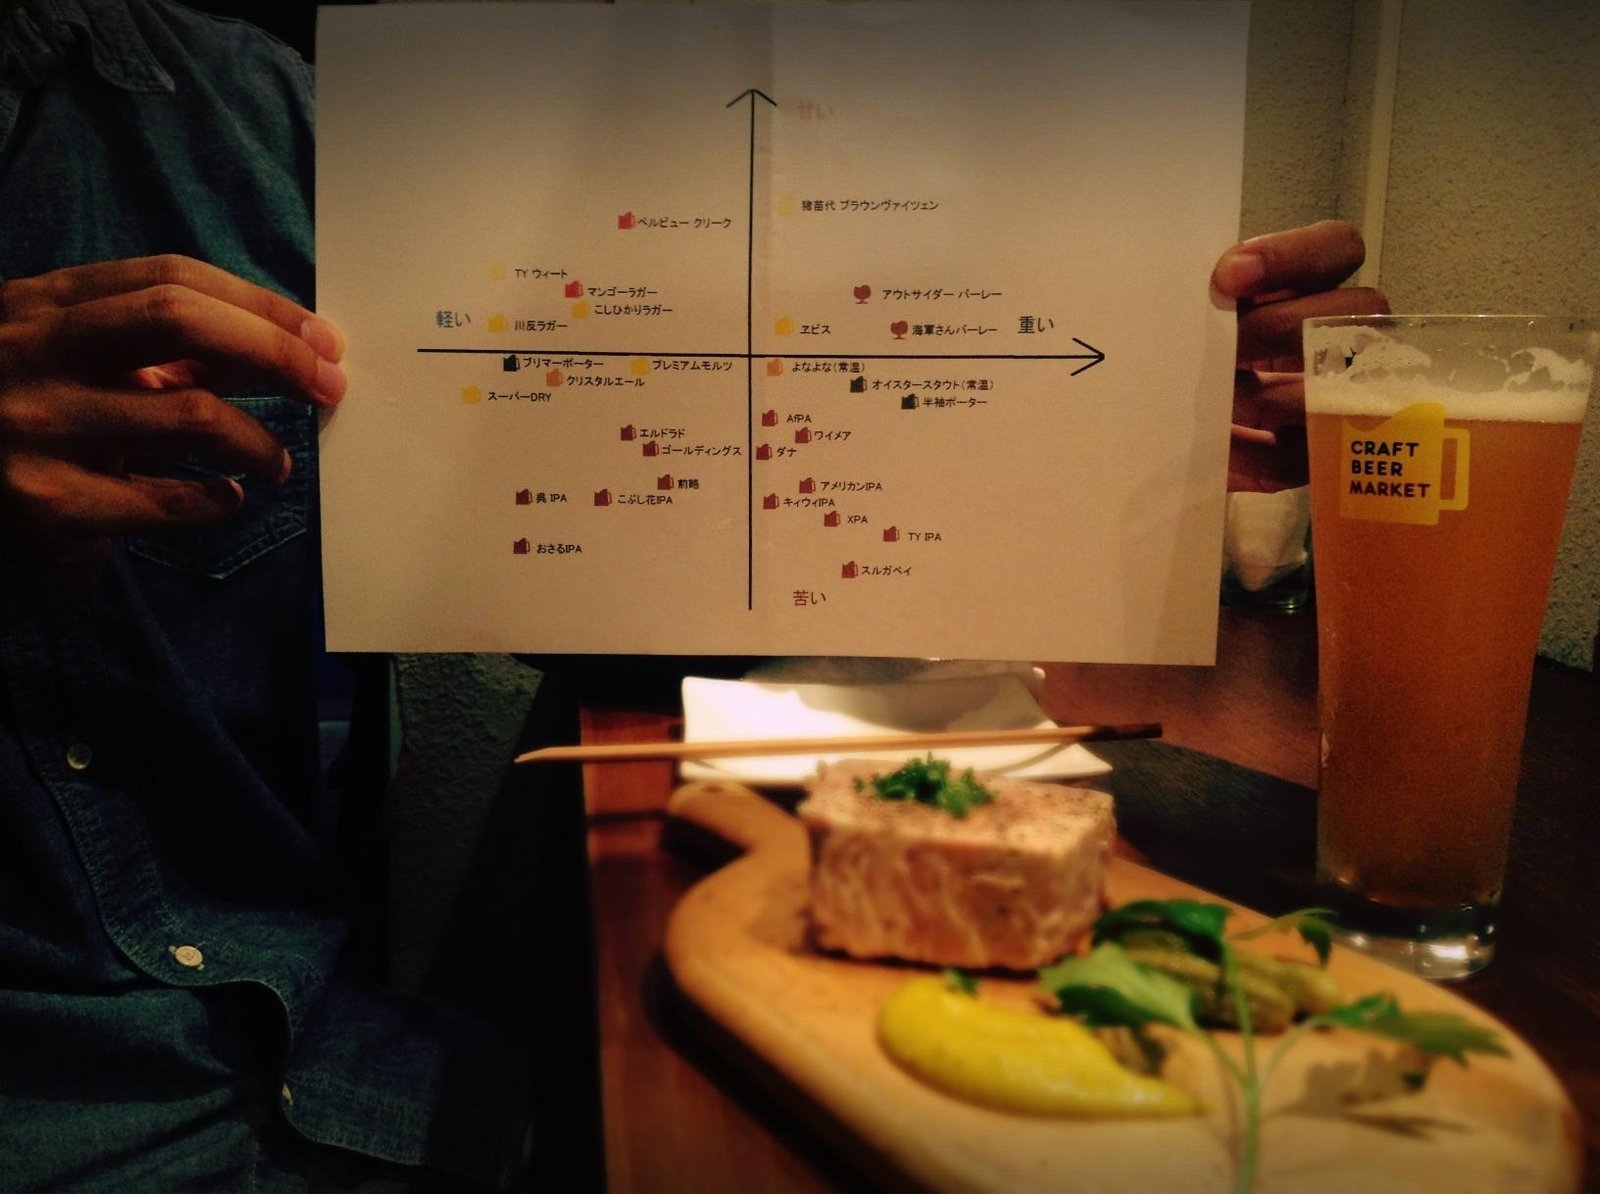 甘い
猪苗代 ブラウンヴァイツェン
ベルビュー クリーク
TY ウィート
マンゴーラガー
アウトサイダー バーレー
こしひかりラガー
軽い
川反ラガー
ヱビス
海軍さんバーレー
重い
プリマーポーター
プレミアムモルツ
よなよな(常温)
クリスタルエール
オイスタースタウト(常温)
スーパーDRY
半袖ポーター
AfPA
エルドラド
ワイメア
ゴールディングス
ダナ
前略
アメリカンIPA
呉 IPA
こぶし花IPA
キィウィIPA
XPA
TY IPA
おさるIPA
スルガベイ
苦い
CRAFT
BEER
MARKET